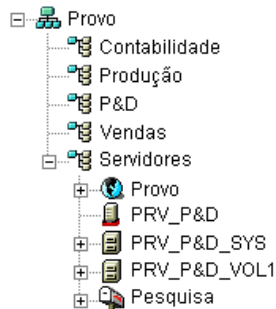 Provo
Contabilidade
Produção
P&D
Vendas
Servidores
Provo
PRV_P&D
PRV_P&D_SYS
PRV_P&D_VOL1
Pesquisa